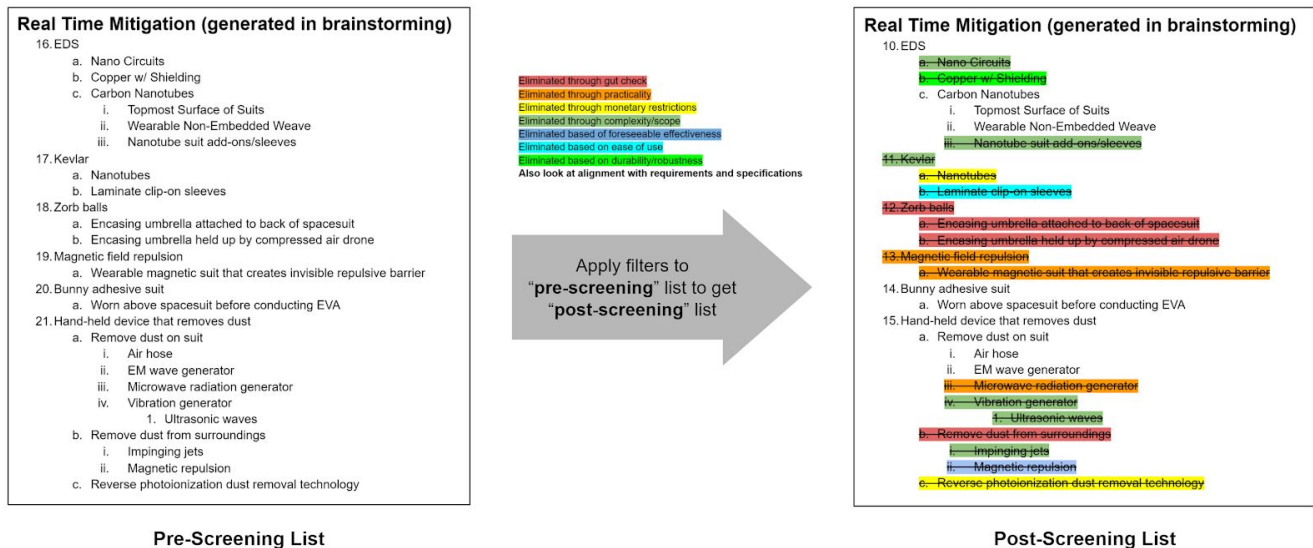 Real Time Mitigation (generated in brainstorming)
16. EDS
a. Nano Circuits
b. Copper w/ Shielding
c. Carbon Nanotubes
i. Topmost Surface of Suits
ii. Wearable Non-Embedded Weave
iii. Nanotube suit add-ons/sleeves
17. Kevlar
a. Nanotubes
b. Laminate clip-on sleeves
18. Zorb balls
a. Encasing umbrella attached to back of spacesuit
b. Encasing umbrella held up by compressed air drone
19. Magnetic field repulsion
a. Wearable magnetic suit that creates invisible repulsive barrier
20. Bunny adhesive suit
a. Worn above spacesuit before conducting EVA
21. Hand-held device that removes dust
a. Remove dust on suit
i. Air hose
ii. EM wave generator
iii. Microwave radiation generator
iv. Vibration generator
1. Ultrasonic waves
b. Remove dust from surroundings
i. Impinging jets
ii. Magnetic repulsion
c. Reverse photoionization dust removal technology
Pre-Screening List
Eliminated through gut check
Eliminated through practicality
Eliminated through monetary restrictions
Eliminated through complexity/scope
Eliminated based of foreseeable effectiveness
Eliminated based on ease of use
Eliminated based on durability/robustness
Also look at alignment with requirements and specifications
Apply filters to
“pre-screening” list to get
“post-screening” list
Real Time Mitigation (generated in brainstorming)
10. EDS
a. Nano Circuits
b. Copper w/ Shielding
c. Carbon Nanotubes
i. Topmost Surface of Suits
ii. Wearable Non-Embedded Weave
iii. Nanotube suit add-ons/sleeves
11. Kevlar
a. Nanotubes
b. Laminate clip-on sleeves
12. Zorb balls
a. Encasing umbrella attached to back of spacesuit
b. Encasing umbrella held up by compressed air drone
13. Magnetic field repulsion
a. Wearable magnetic suit that creates invisible repulsive barrier
14. Bunny adhesive suit
a. Worn above spacesuit before conducting EVA
15. Hand-held device that removes dust
a. Remove dust on suit
i. Air hose
ii. EM wave generator
iii. Microwave radiation generator
iv. Vibration generator
1. Ultrasonic waves
b. Remove dust from surroundings
i. Impinging jets
ii. Magnetic repulsion
c. Reverse photoionization dust removal technology
Post-Screening List